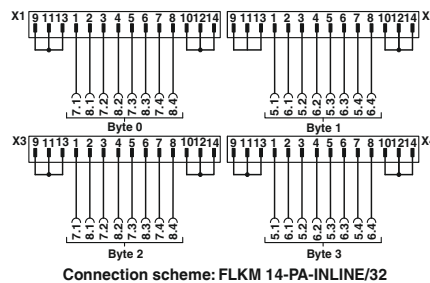 X1 9 11 13 1 2 3 4 5 6 7 8 10 12 14
9 11 13 1 2 3 4 5 6 7 8 10 12 14 X
7.1 8.1 7.2 8.2 7.3 8.3 7.4 8.4
5.1 6.1 5.2 6.2 5.3 6.3 5.4 6.4
Byte 0
Byte 1
X3 9 11 13 1 2 3 4 5 6 7 8 10 12 14
9 11 13 1 2 3 4 5 6 7 8 10 12 14
7.1 8.1 7.2 8.2 7.3 8.3 7.4 8.4
5.1 6.1 5.2 6.2 5.3 6.3 5.4 6.4
Byte 2
Byte 3
Connection scheme: FLKM 14-PA-INLINE/32